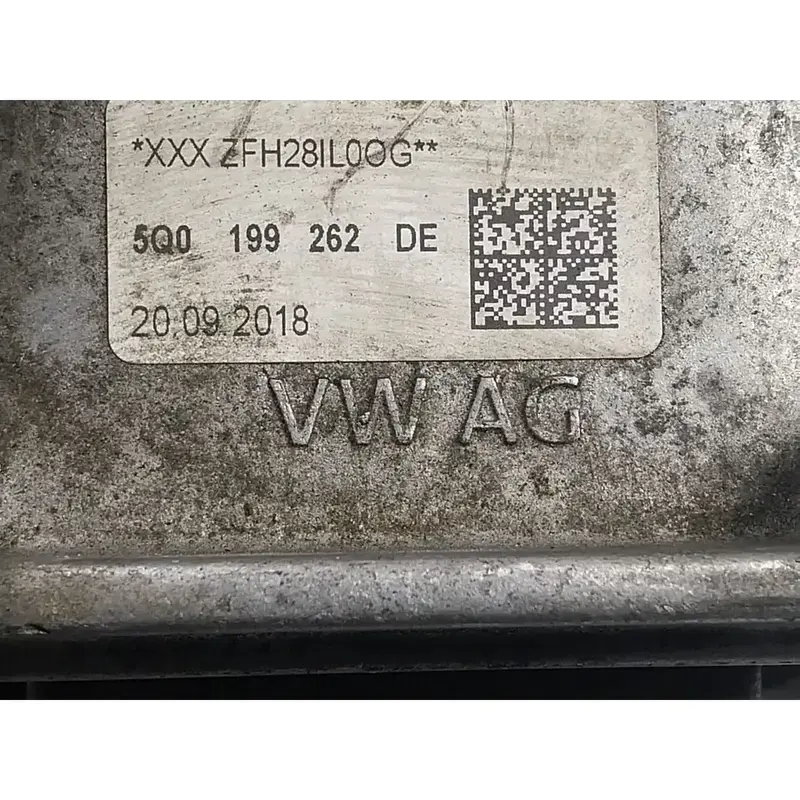 *XXX ZFH28IL0OG**
5Q0 199 262 DE
20.09.2018
VW AG